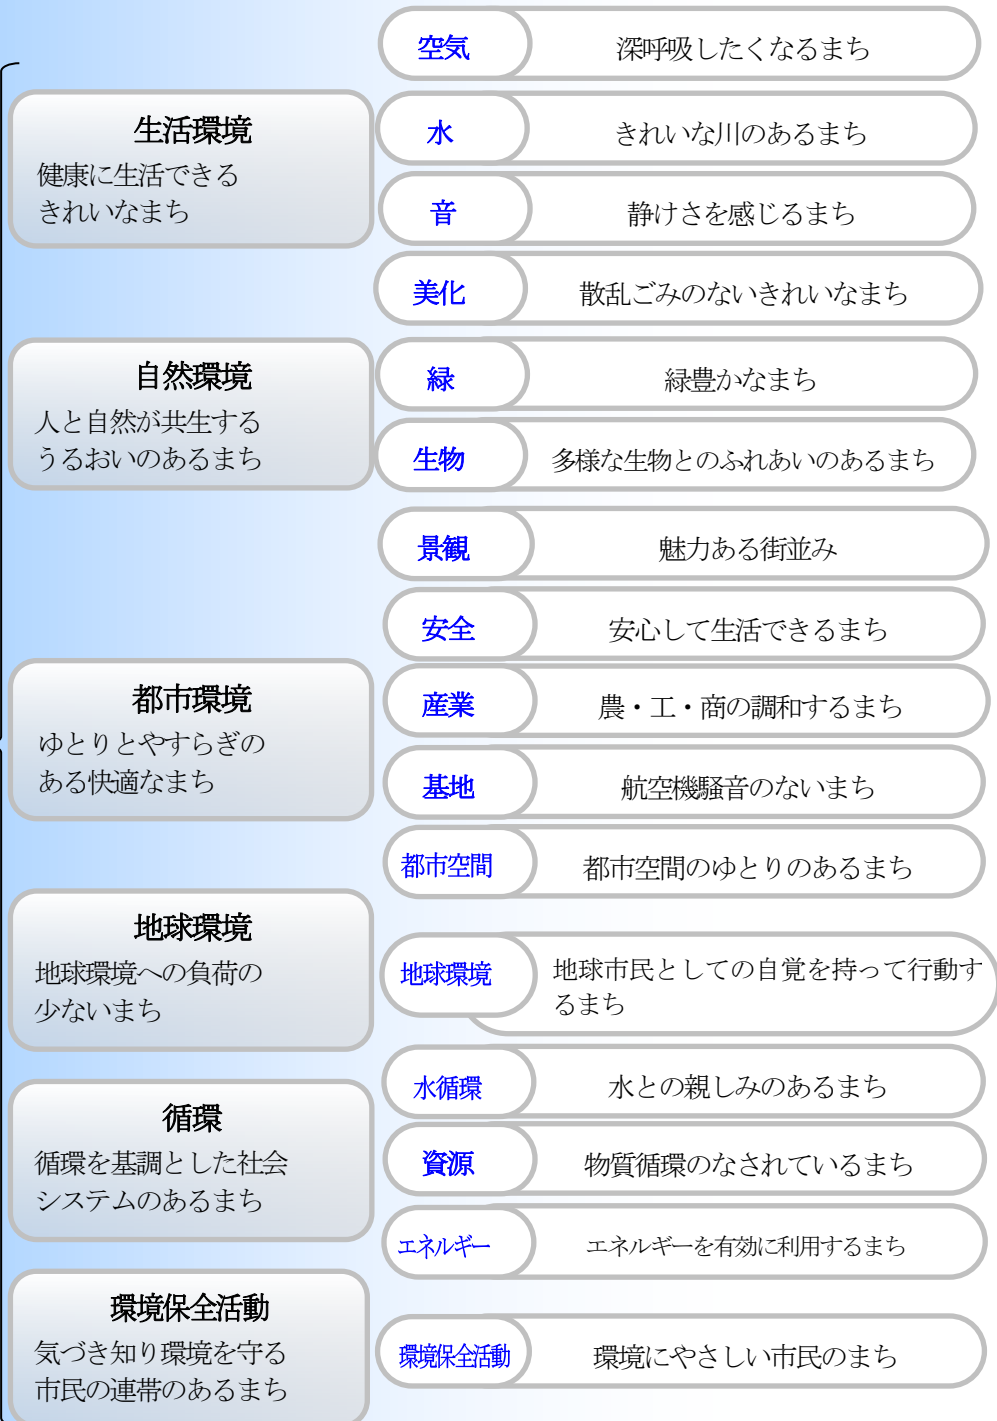 空気
深呼吸したくなるまち
生活環境
健康に生活できる
きれいなまち
水
きれいな川のあるまち
音
静けさを感じるまち
美化
散乱ごみのないきれいなまち
自然環境
人と自然が共生する
うるおいのあるまち
緑
緑豊かなまち
生物
多様な生物とのふれあいのあるまち
景観
魅力ある街並み
安全
安心して生活できるまち
都市環境
ゆとりとやすらぎの
ある快適なまち
産業
農・工・商の調和するまち
基地
航空機騒音のないまち
都市空間
都市空間のゆとりのあるまち
地球環境
地球環境への負荷の
少ないまち
地球環境
地球市民としての自覚を持って行動す
るまち
循環
循環を基調とした社会
システムのあるまち
水循環
水との親しみのあるまち
資源
物質循環のなされているまち
エネルギー
エネルギーを有効に利用するまち
環境保全活動
気づき知り環境を守る
市民の連帯のあるまち
環境保全活動
環境にやさしい市民のまち